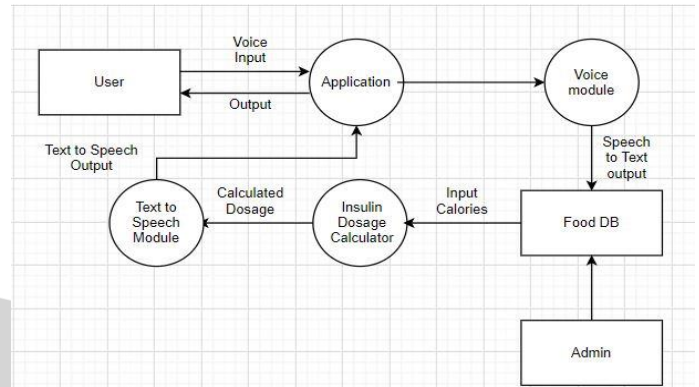 Voice
Input
User
Application
Voice
module
Output
Text to Speech
Output
Speech
to Text
output
Text to
Speech
Module
Calculated
Dosage
Insulin
Dosage
Calculator
Input
Calories
Food DB
Admin